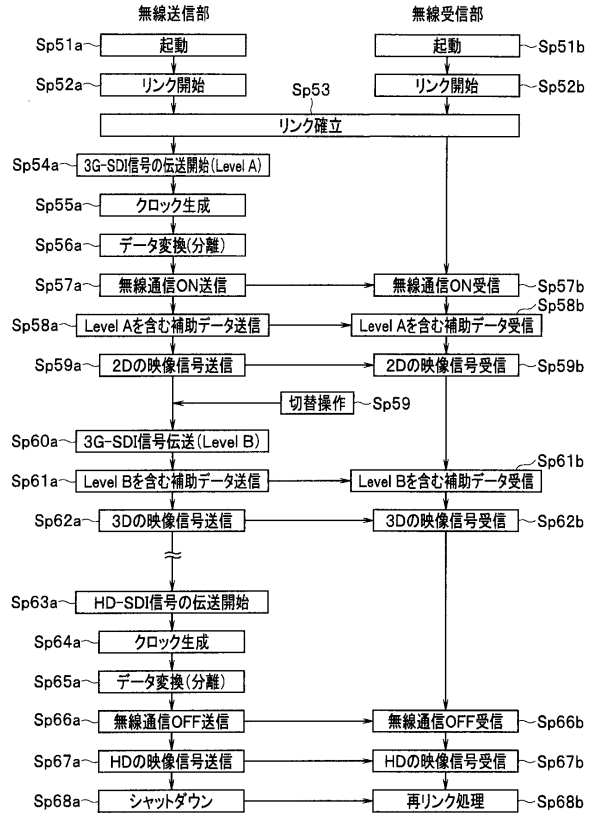 無線送信部 無線受信部
Sp51a 起動 起動 Sp51b
Sp52a リンク開始 Sp53 リンク開始 Sp52b
リンク確立
Sp54a 3G-SDI信号の伝送開始(Level A)
Sp55a クロック生成
Sp56a データ変換(分離)
Sp57a 無線通信ON送信 無線通信ON受信 Sp57b
Sp58b
Sp58a Level Aを含む補助データ送信 Level Aを含む補助データ受信
Sp59a 2Dの映像信号送信 2Dの映像信号受信 Sp59b
切替操作 Sp59
Sp60a 3G-SDI信号伝送(Level B)
Sp61b
Sp61a Level Bを含む補助データ送信 Level Bを含む補助データ受信
Sp62a 3Dの映像信号送信 3Dの映像信号受信 Sp62b
Sp63a HD-SDI信号の伝送開始
Sp64a クロック生成
Sp65a データ変換(分離)
Sp66a 無線通信OFF送信 無線通信OFF受信 Sp66b
Sp67a HDの映像信号送信 HDの映像信号受信 Sp67b
Sp68a シャットダウン 再リンク処理 Sp68b